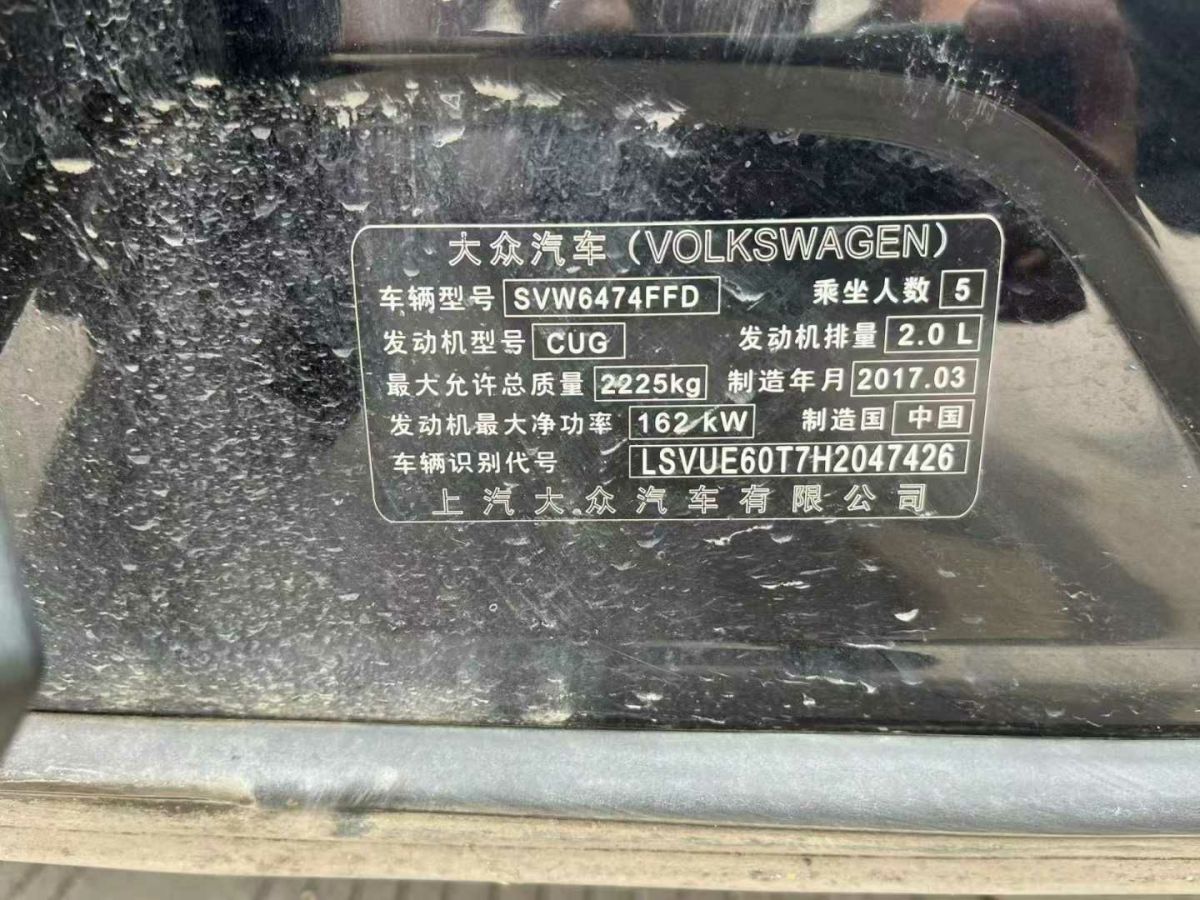 大众汽车（VOLKSWAGEN）
车辆型号 SVW6474FFD 乘坐人数 5
发动机型号 CUG 发动机排量 2.0 L
最大允许总质量 2225kg 制造年月 2017.03
发动机最大净功率 162 kW 制造国 中国
车辆识别代号 LSVUE60T7H2047426
上汽大众汽车有限公司